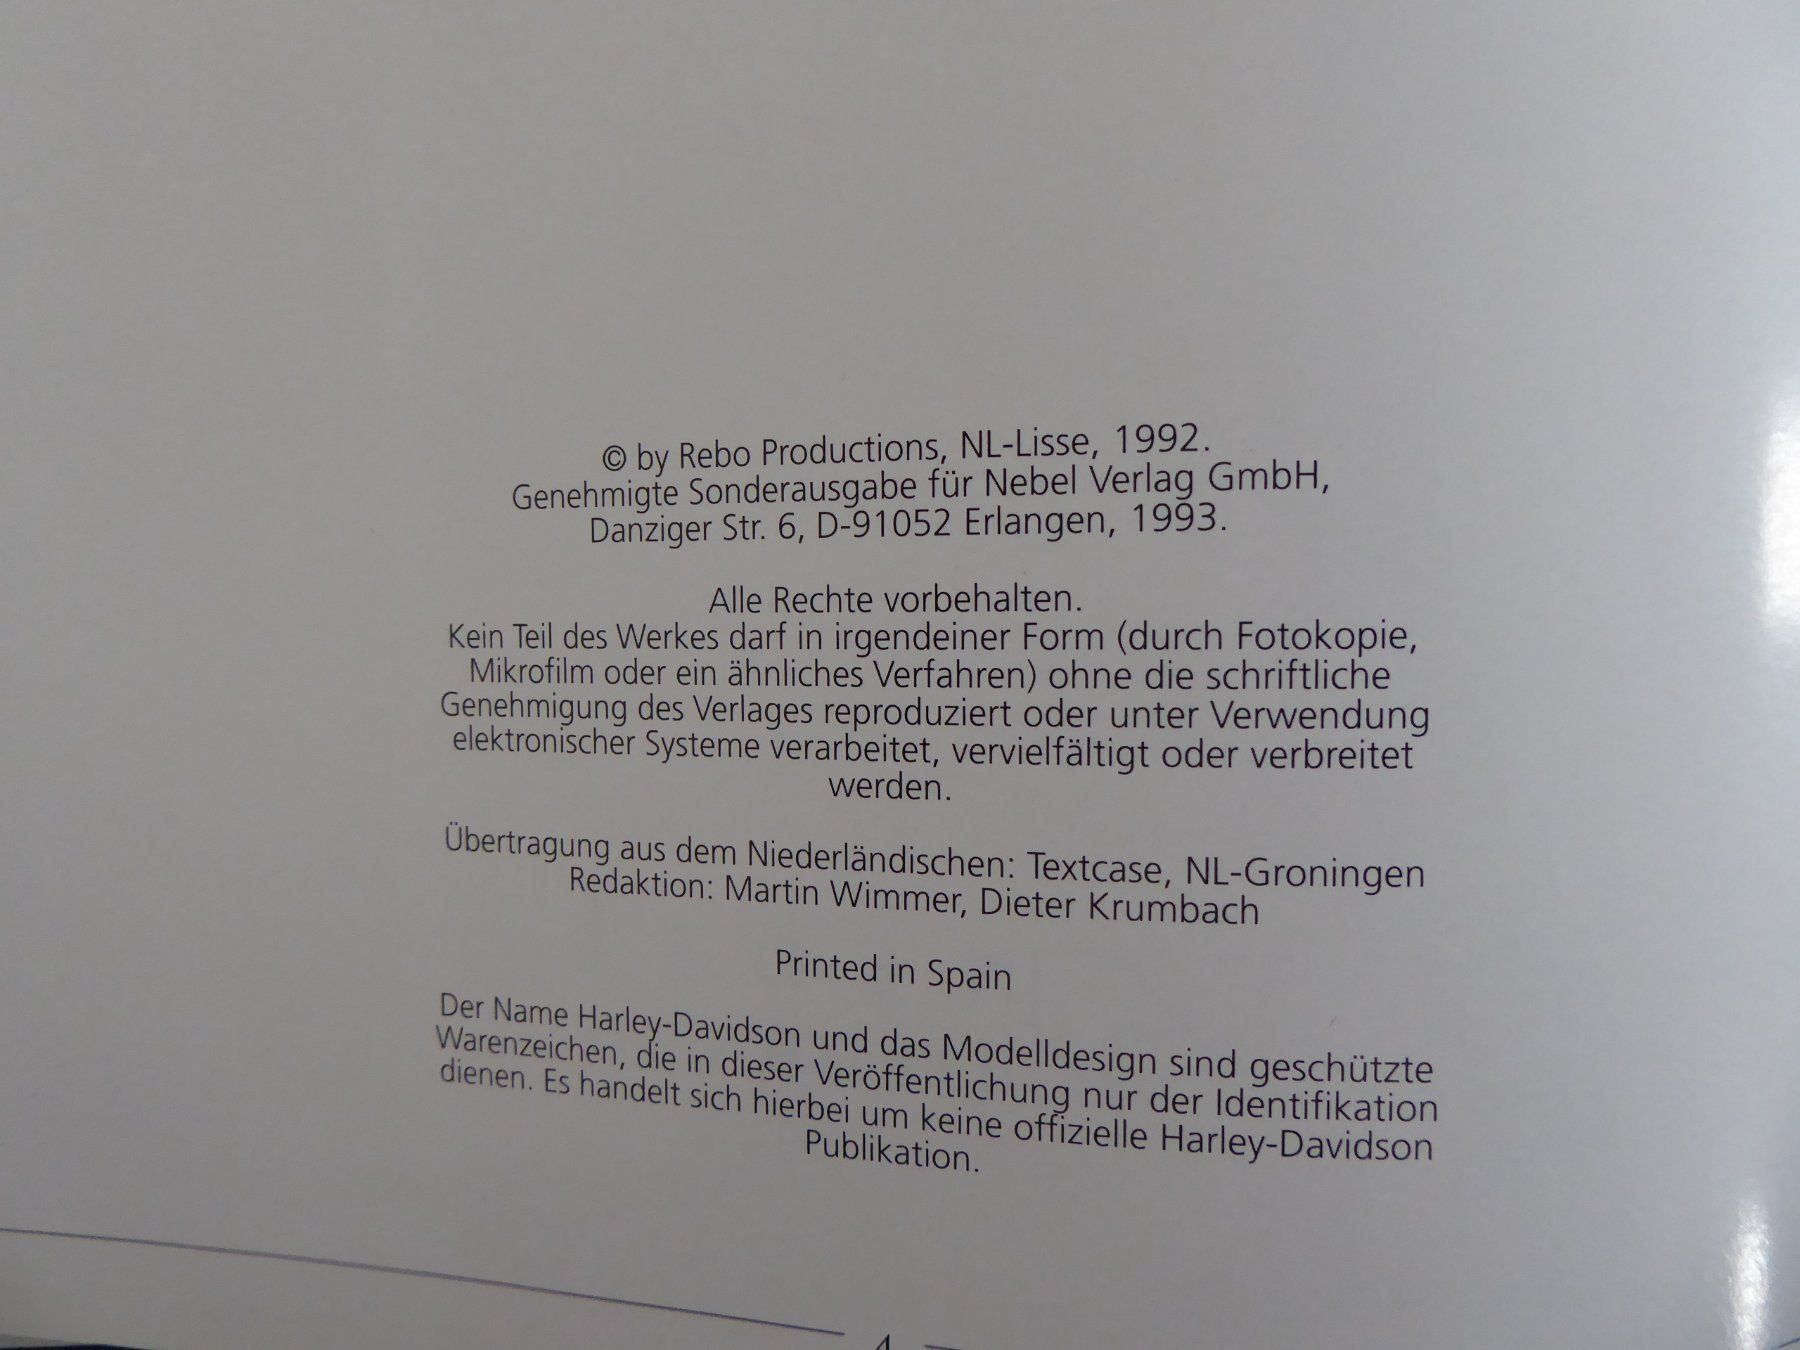 © by Rebo Productions, NL-Lisse, 1992.
Genehmigte Sonderausgabe für Nebel Verlag GmbH,
Danziger Str. 6, D-91052 Erlangen, 1993.
Alle Rechte vorbehalten.
Kein Teil des Werkes darf in irgendeiner Form (durch Fotokopie,
Mikrofilm oder ein ähnliches Verfahren) ohne die schriftliche
Genehmigung des Verlages reproduziert oder unter Verwendung
elektronischer Systeme verarbeitet, vervielfältigt oder verbreitet
werden.
Übertragung aus dem Niederländischen: Textcase, NL-Groningen
Redaktion: Martin Wimmer, Dieter Krumbach
Printed in Spain
Der Name Harley-Davidson und das Modelldesign sind geschützte
Warenzeichen, die in dieser Veröffentlichung nur der Identifikation
dienen. Es handelt sich hierbei um keine offizielle Harley-Davidson
Publikation.
4